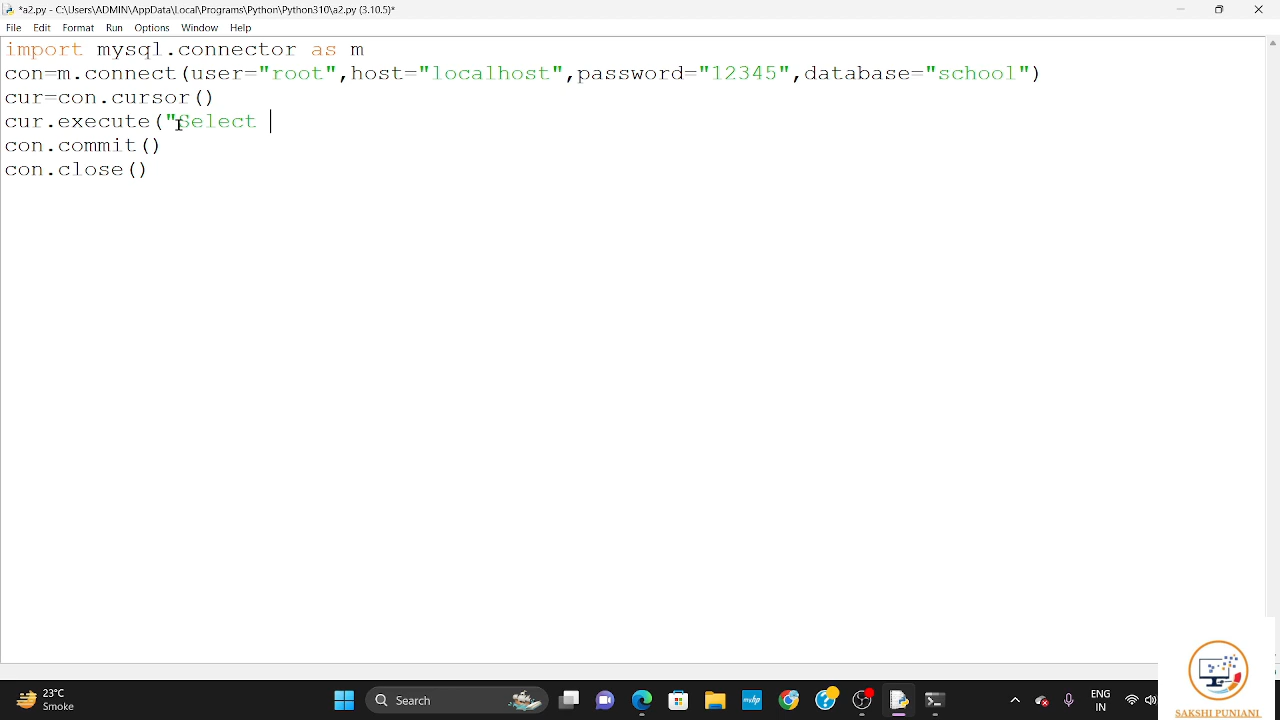 *a2.py - C:\Users\ADMIN\AppData\Local\Programs\Python\Python310\a2.py (3.10.5)*
File Edit Format Run Options Window Help
import mysql.connector as m
con=m.connect(user="root",host="localhost",password="12345",database="school")
cur=con.cursor()
cur.execute("Select
con.commit()
con.close()
23°C
Smoke
Search
myhp
ENG
IN
SAKSHI PUNIANI